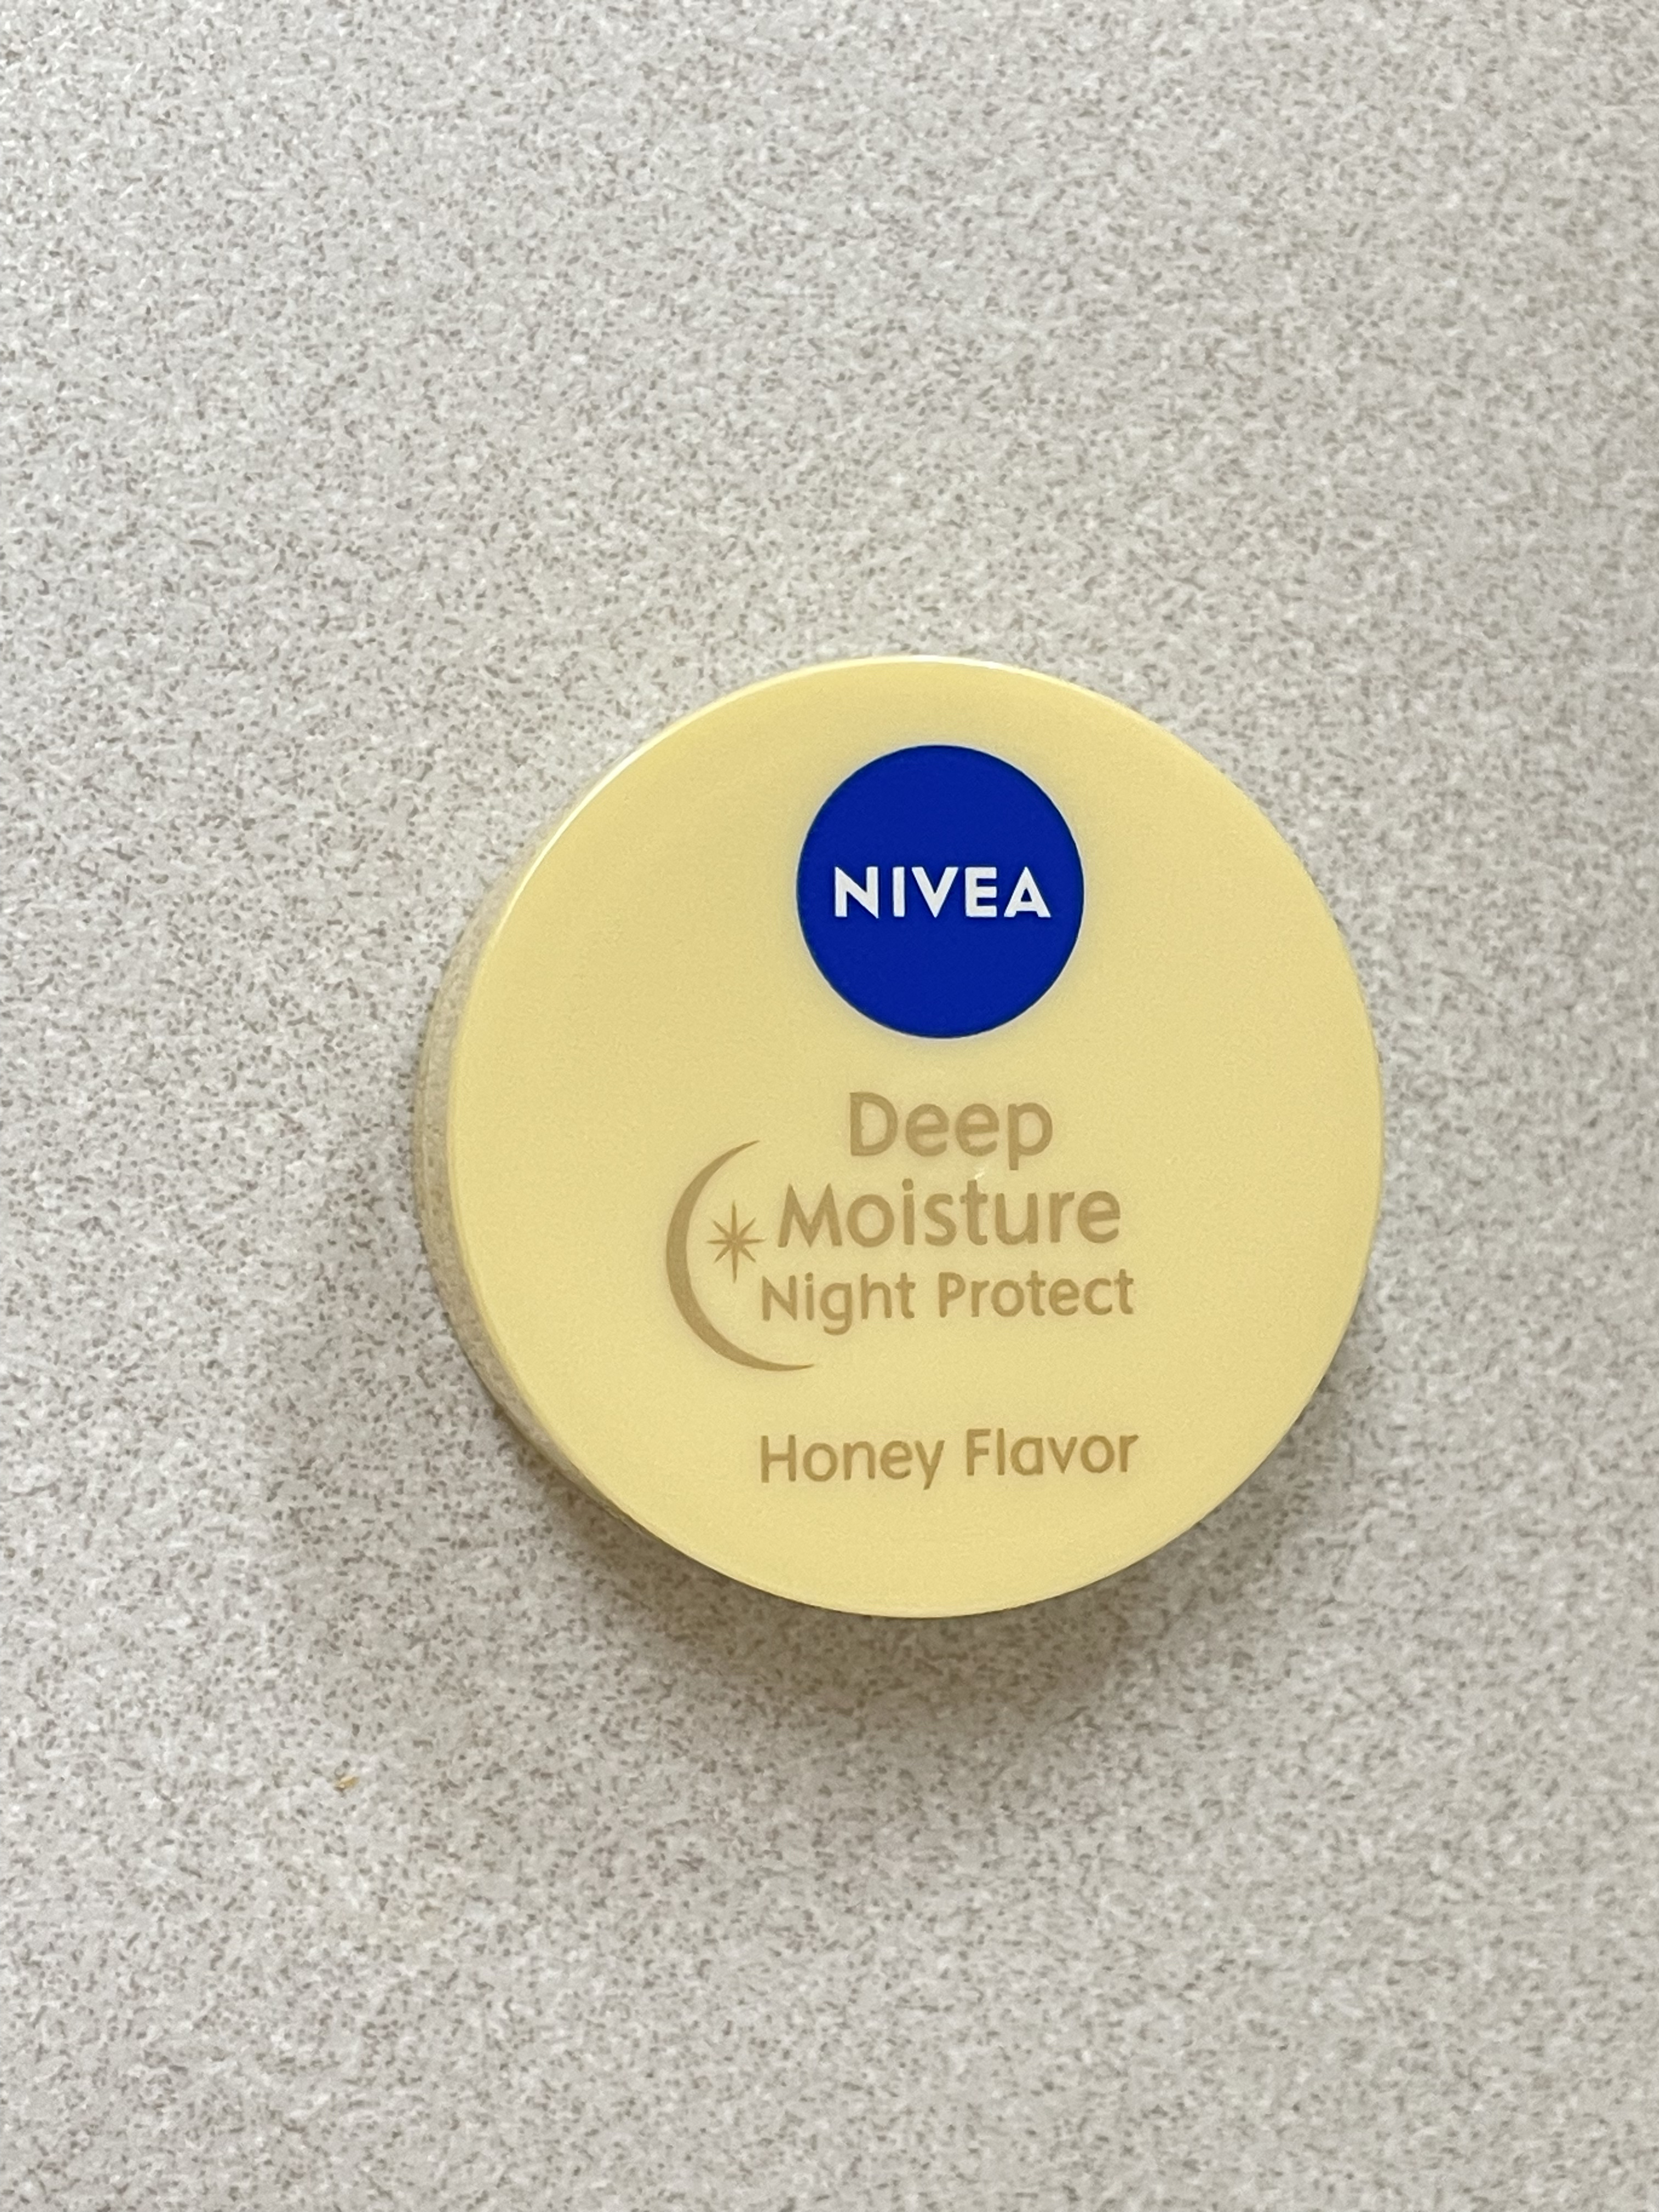 NIVEA
Deep
Moisture
Night Protect
Honey Flavor